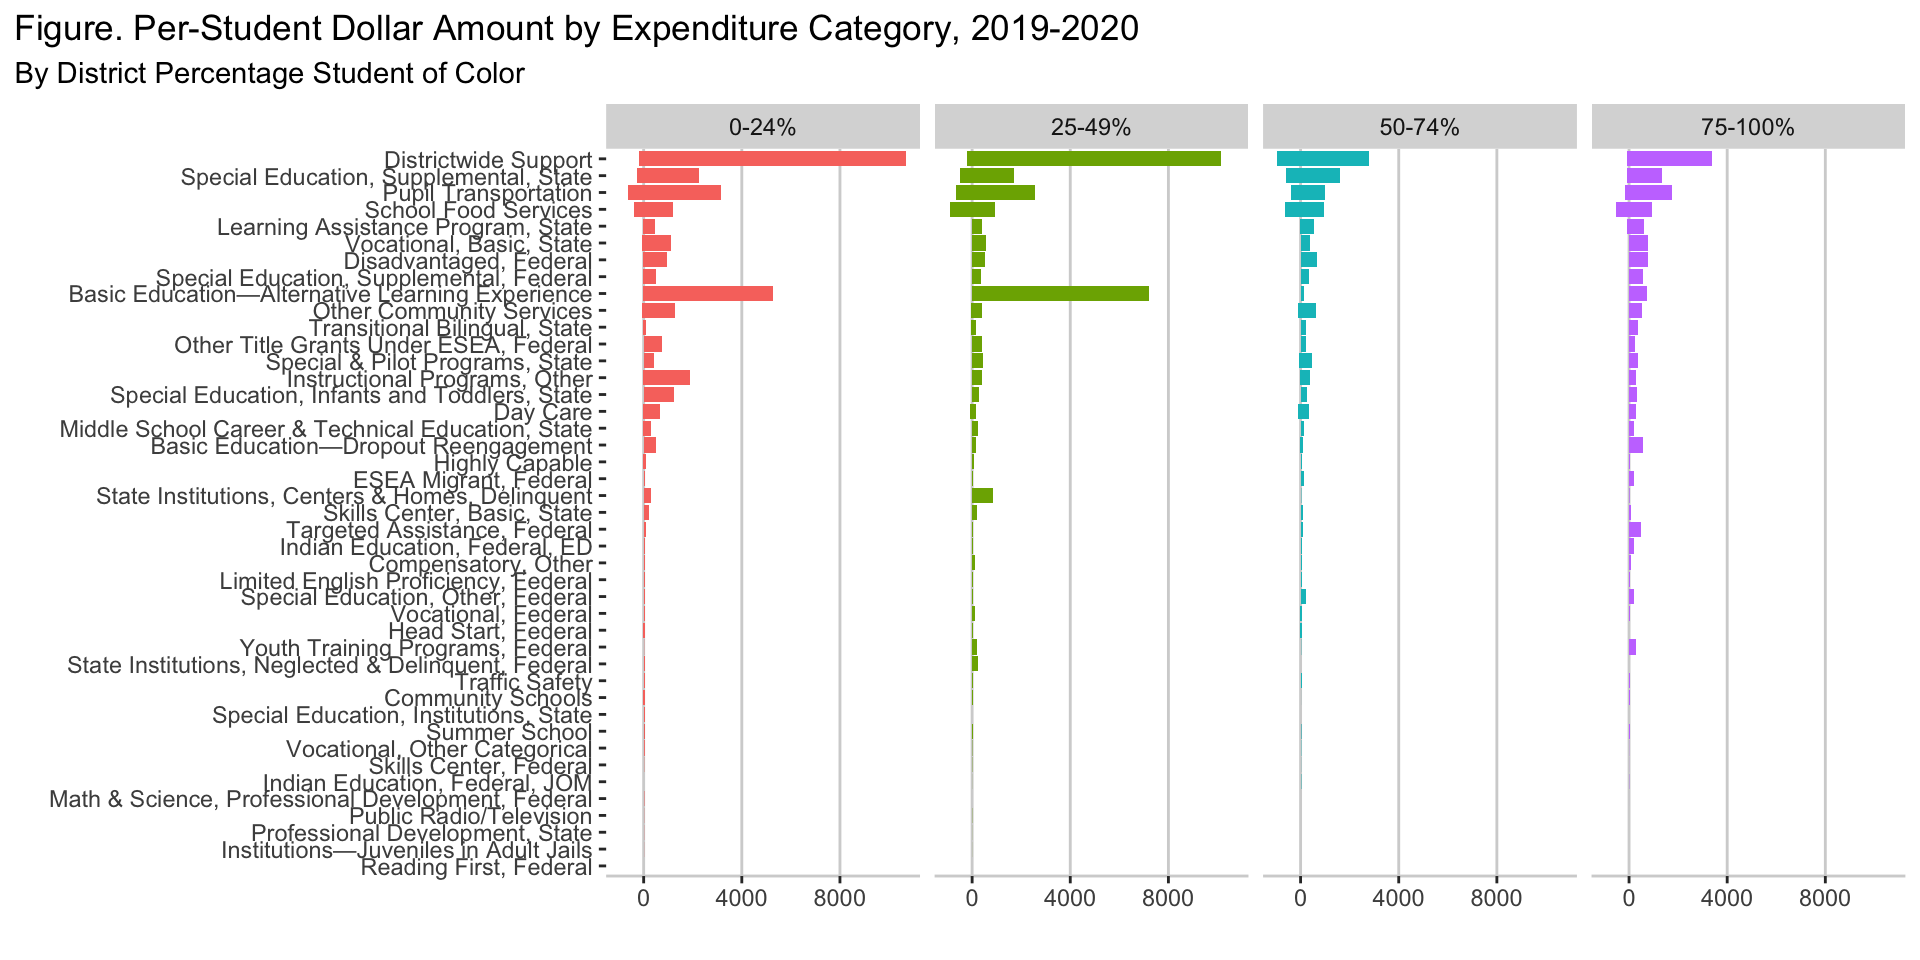 Figure. Per-Student Dollar Amount by Expenditure Category, 2019-2020
By District Percentage Student of Color
0-24% 25-49% 50-74% 75-100%
Districtwide Support
Special Education, Supplemental, State
Pupil Transportation
School Food Services
Learning Assistance Program, State
Vocational, Basic, State
Disadvantaged, Federal
Special Education, Supplemental, Federal
Basic Education—Alternative Learning Experience
Other Community Services
Transitional Bilingual, State
Other Title Grants Under ESEA, Federal
Special & Pilot Programs, State
Instructional Programs, Other
Special Education, Infants and Toddlers, State
Day Care
Middle School Career & Technical Education, State
Basic Education—Dropout Reengagement
Highly Capable
ESEA Migrant, Federal
State Institutions, Centers & Homes, Delinquent
Skills Center, Basic, State
Targeted Assistance, Federal
Indian Education, Federal, ED
Compensatory, Other
Limited English Proficiency, Federal
Special Education, Other, Federal
Vocational, Federal
Head Start, Federal
Youth Training Programs, Federal
State Institutions, Neglected & Delinquent, Federal
Traffic Safety
Community Schools
Special Education, Institutions, State
Summer School
Vocational, Other Categorical
Skills Center, Federal
Indian Education, Federal, JOM
Math & Science, Professional Development, Federal
Public Radio/Television
Professional Development, State
Institutions—Juveniles in Adult Jails
Reading First, Federal
0 4000 8000 0 4000 8000 0 4000 8000 0 4000 8000